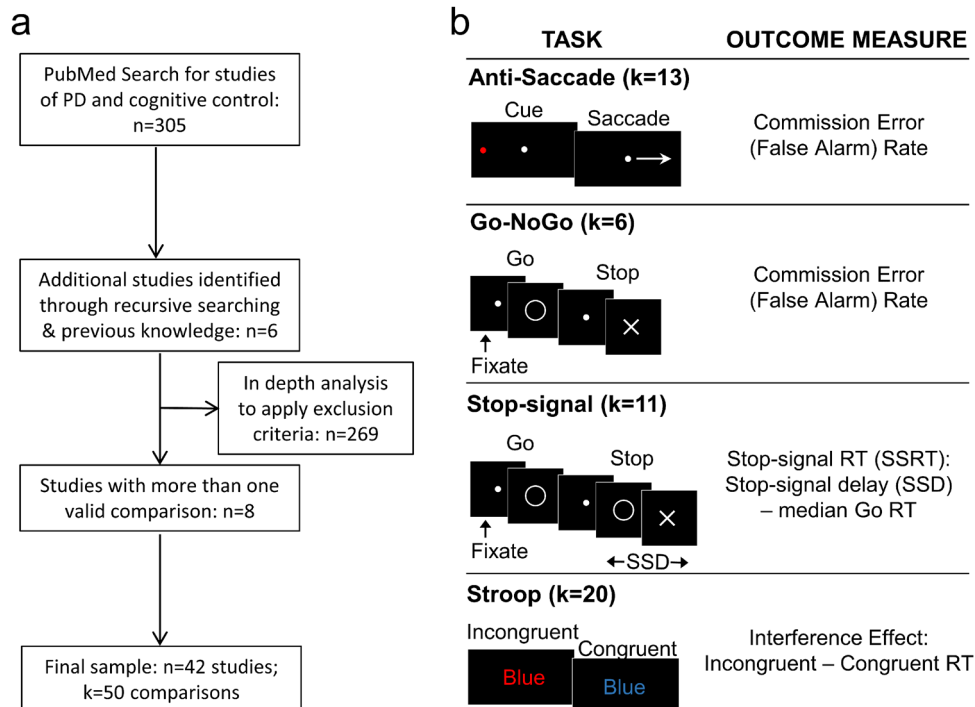 a
PubMed Search for studies
of PD and cognitive control:
n=305
Additional studies identified
through recursive searching
& previous knowledge: n=6
In depth analysis
to apply exclusion
criteria: n=269
Studies with more than one
valid comparison: n=8
Final sample: n=42 studies;
k=50 comparisons
b
TASK
OUTCOME MEASURE
Anti-Saccade (k=13)
Cue
Saccade
Commission Error
(False Alarm) Rate
Go-NoGo (k=6)
Go
Stop
Fixate
Commission Error
(False Alarm) Rate
Stop-signal (k=11)
Go
Stop
Fixate
SSD
Stop-signal RT (SSRT):
Stop-signal delay (SSD)
– median Go RT
Stroop (k=20)
Incongruent
Congruent
Blue
Blue
Interference Effect:
Incongruent – Congruent RT